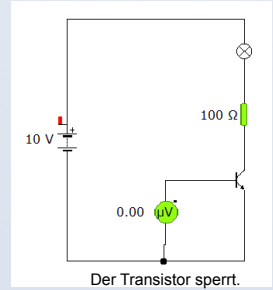 100 Ω
+
10 V
0.00 µV
Der Transistor sperrt.